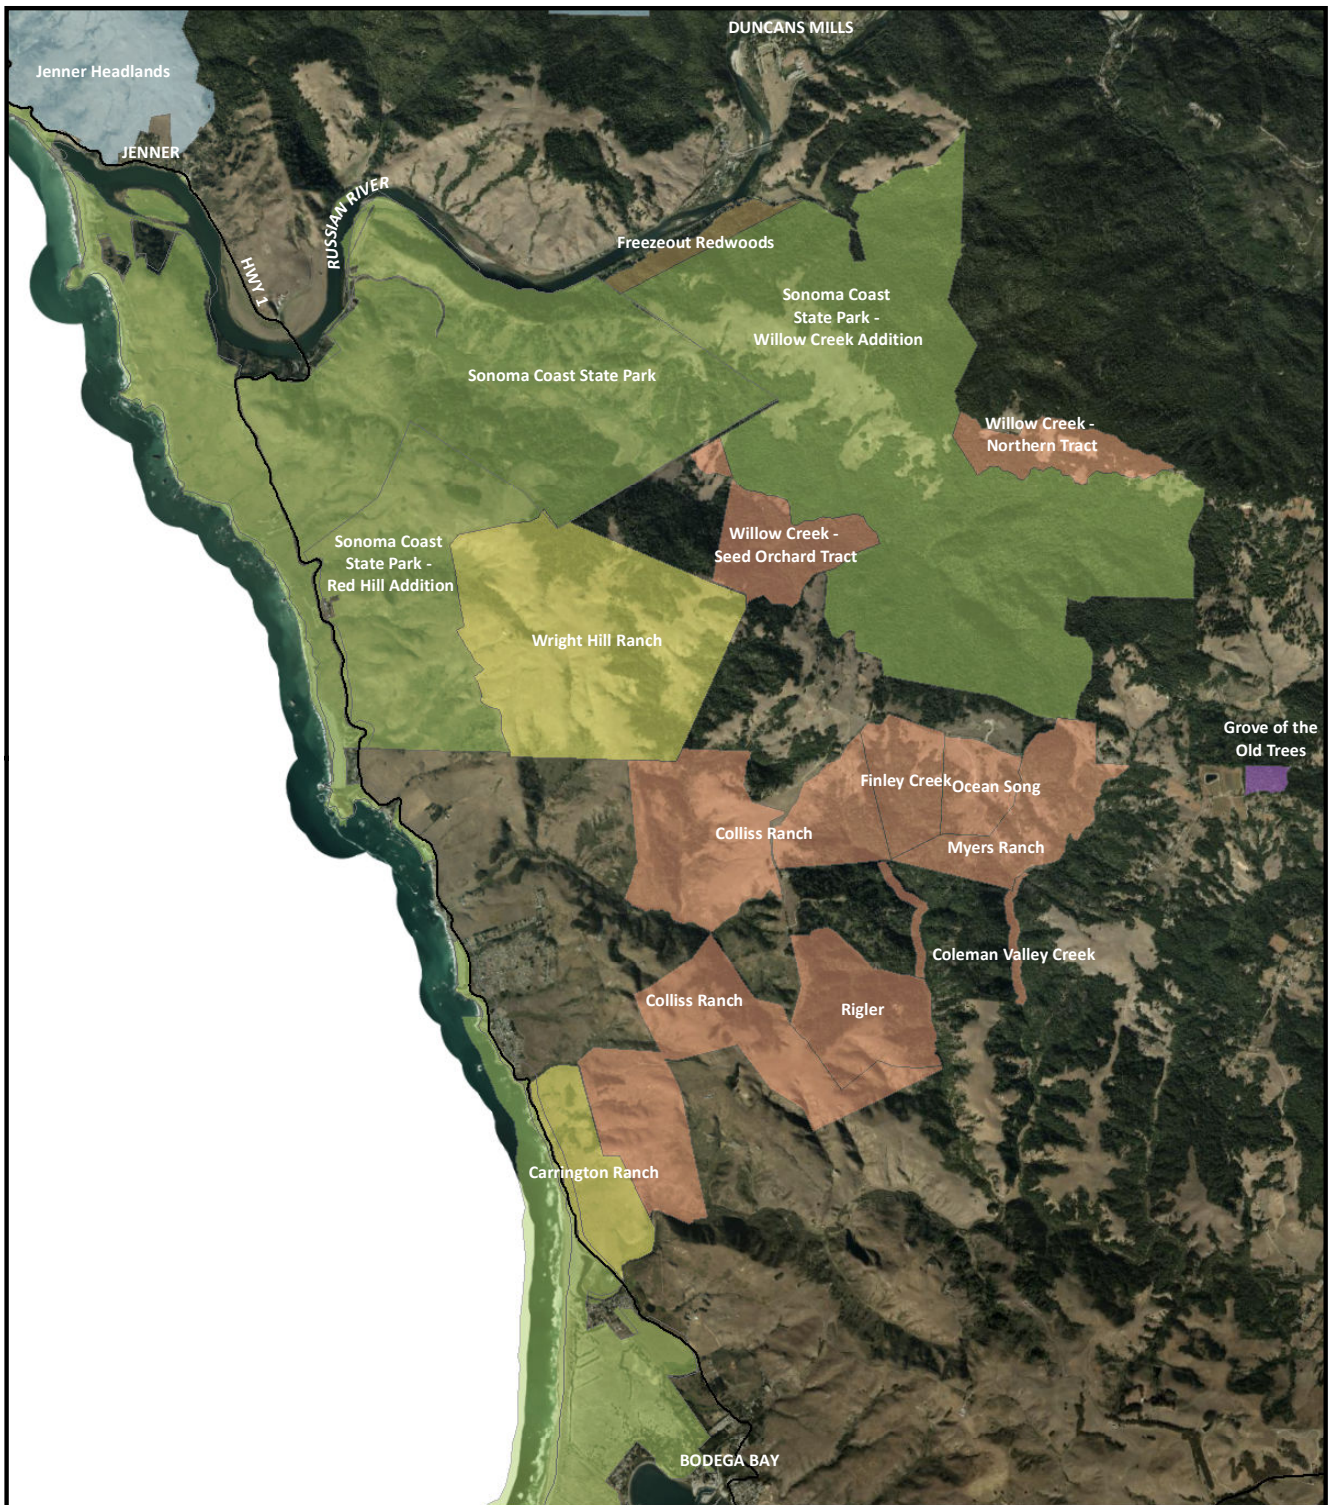 DUNCANS MILLS
Jenner Headlands
JENNER
RUSSIAN RIVER
Freezeout Redwoods
HWY 1
Sonoma Coast
State Park -
Willow Creek Addition
Sonoma Coast State Park
Willow Creek -
Northern Tract
Willow Creek -
Seed Orchard Tract
Sonoma Coast
State Park -
Red Hill Addition
Wright Hill Ranch
Grove of the
Old Trees
Finley Creek
Ocean Song
Colliss Ranch
Myers Ranch
Coleman Valley Creek
Colliss Ranch
Rigler
Carrington Ranch
BODEGA BAY